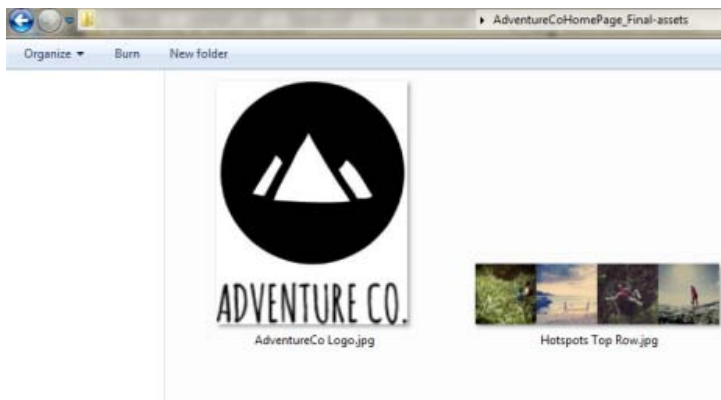 AdventureCoHomePage_Final-assets
Organize Burn New folder
ADVENTURE CO.
AdventureCo Logo.jpg
Hotspots Top Row.jpg